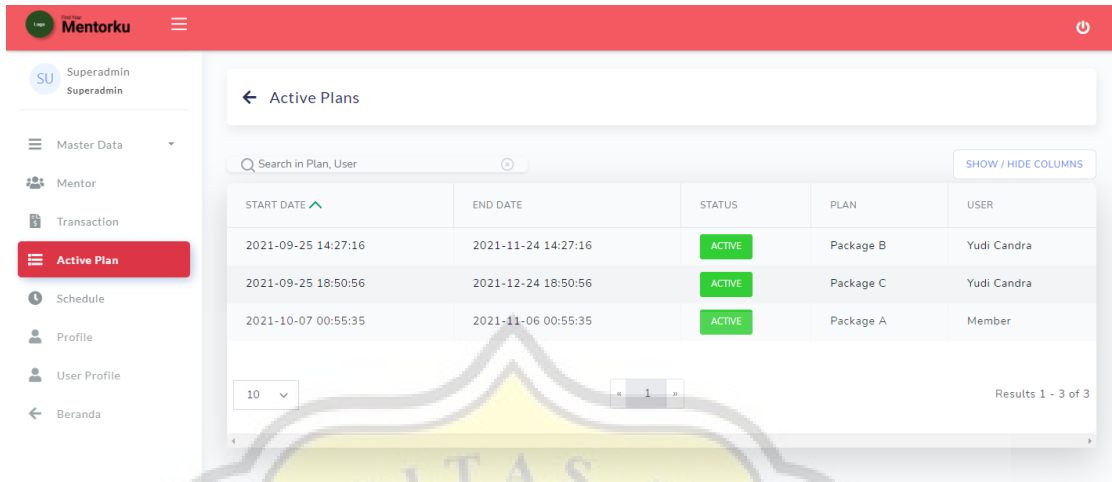 Logo
Find Your
Mentorku
SU
Superadmin
Superadmin
Master Data
Mentor
Transaction
Active Plan
Schedule
Profile
User Profile
Beranda
Active Plans
Search in Plan, User
SHOW / HIDE COLUMNS
START DATE END DATE STATUS PLAN USER
2021-09-25 14:27:16 2021-11-24 14:27:16 ACTIVE Package B Yudi Candra
2021-09-25 18:50:56 2021-12-24 18:50:56 ACTIVE Package C Yudi Candra
2021-10-07 00:55:35 2021-11-06 00:55:35 ACTIVE Package A Member
10 « 1 » Results 1 - 3 of 3
ITAS